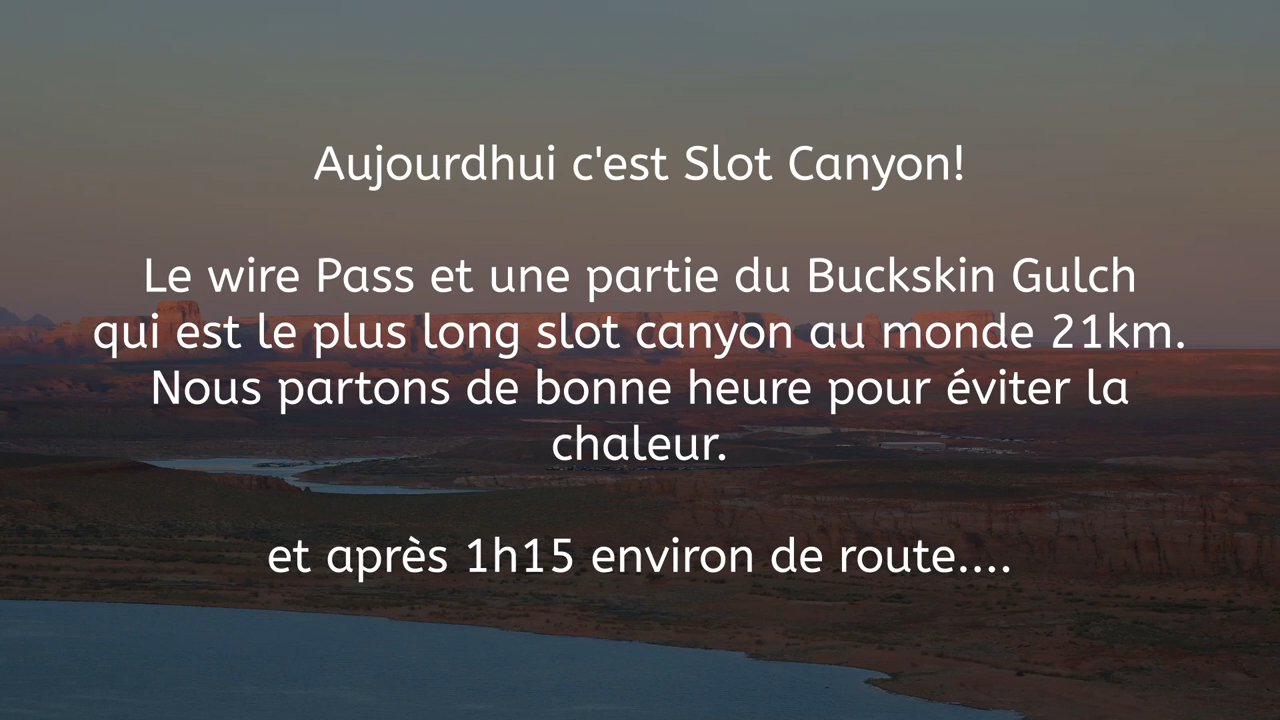 Aujourdhui c'est Slot Canyon!
Le wire Pass et une partie du Buckskin Gulch
qui est le plus long slot canyon au monde 21km.
Nous partons de bonne heure pour éviter la
chaleur.
et après 1h15 environ de route....